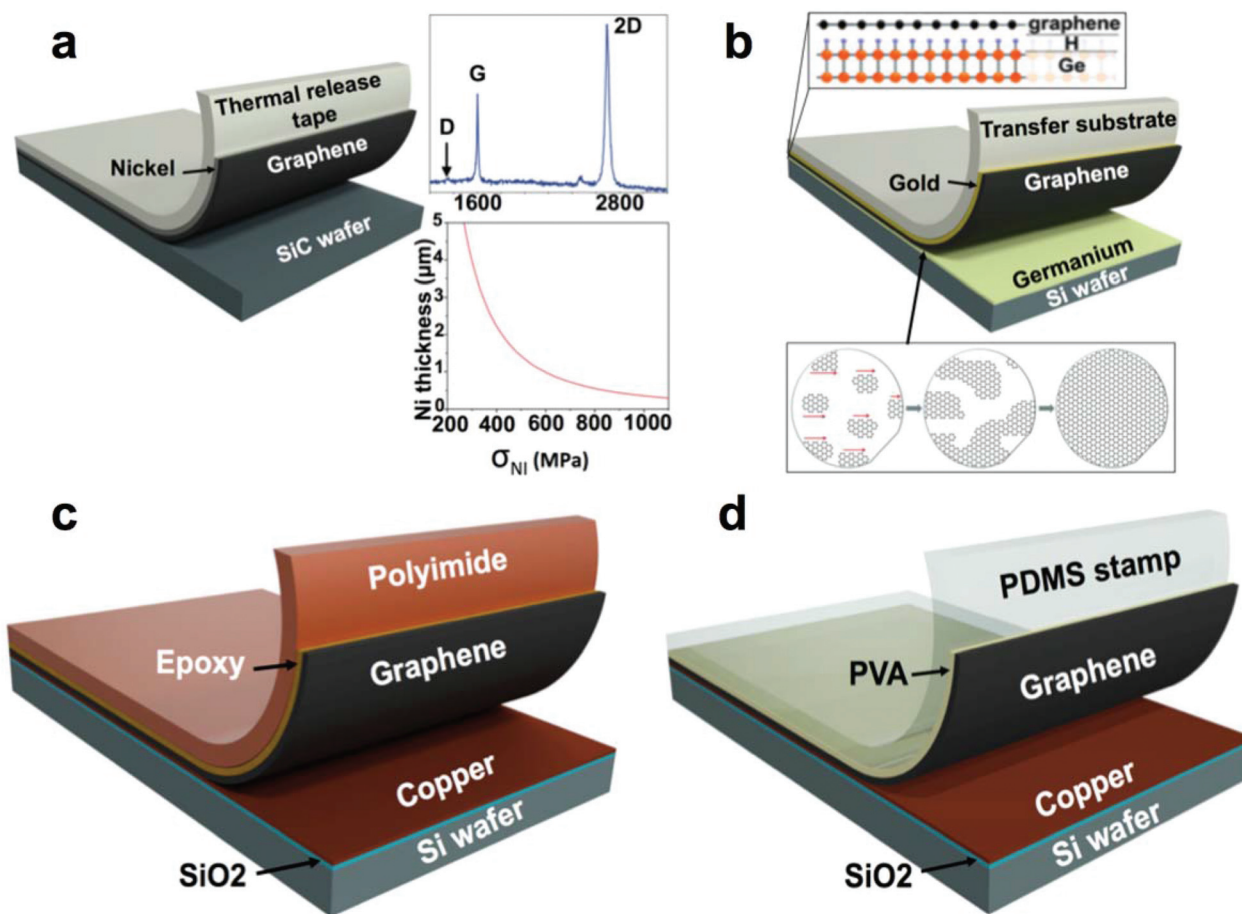 a
Thermal release
tape
Nickel
Graphene
SiC wafer
D
G
2D
1600
2800
Ni thickness (μm)
5
4
3
2
1
0
200
400
600
800
1000
σNI (MPa)
b
graphene
H
Ge
Transfer substrate
Gold
Graphene
Germanium
Si wafer
c
Polyimide
Epoxy
Graphene
Copper
Si wafer
SiO2
d
PDMS stamp
PVA
Graphene
Copper
Si wafer
SiO2